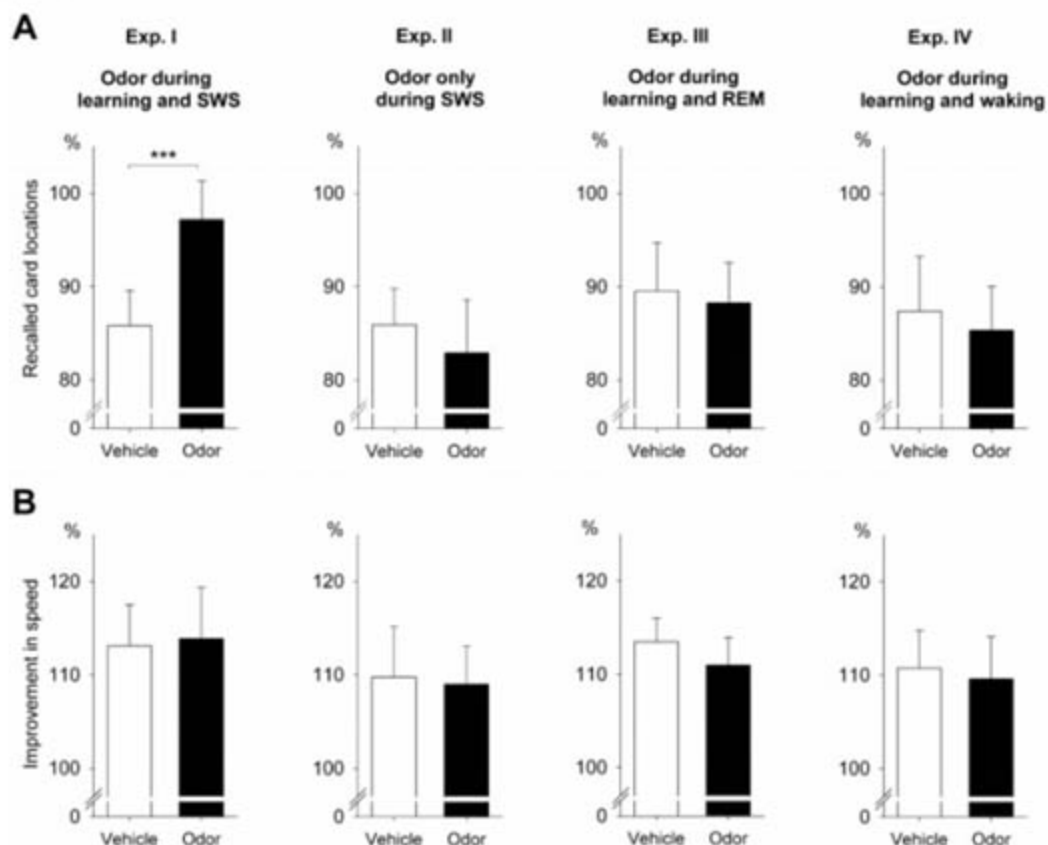 A
Exp. I
Exp. II
Exp. III
Exp. IV
Odor during
learning and SWS
Odor only
during SWS
Odor during
learning and REM
Odor during
learning and waking
Recalled card locations
%
100
90
80
0
***
Vehicle Odor
%
100
90
80
0
Vehicle Odor
%
100
90
80
0
Vehicle Odor
%
100
90
80
0
Vehicle Odor
B
Improvement in speed
%
120
110
100
0
Vehicle Odor
%
120
110
100
0
Vehicle Odor
%
120
110
100
0
Vehicle Odor
%
120
110
100
0
Vehicle Odor